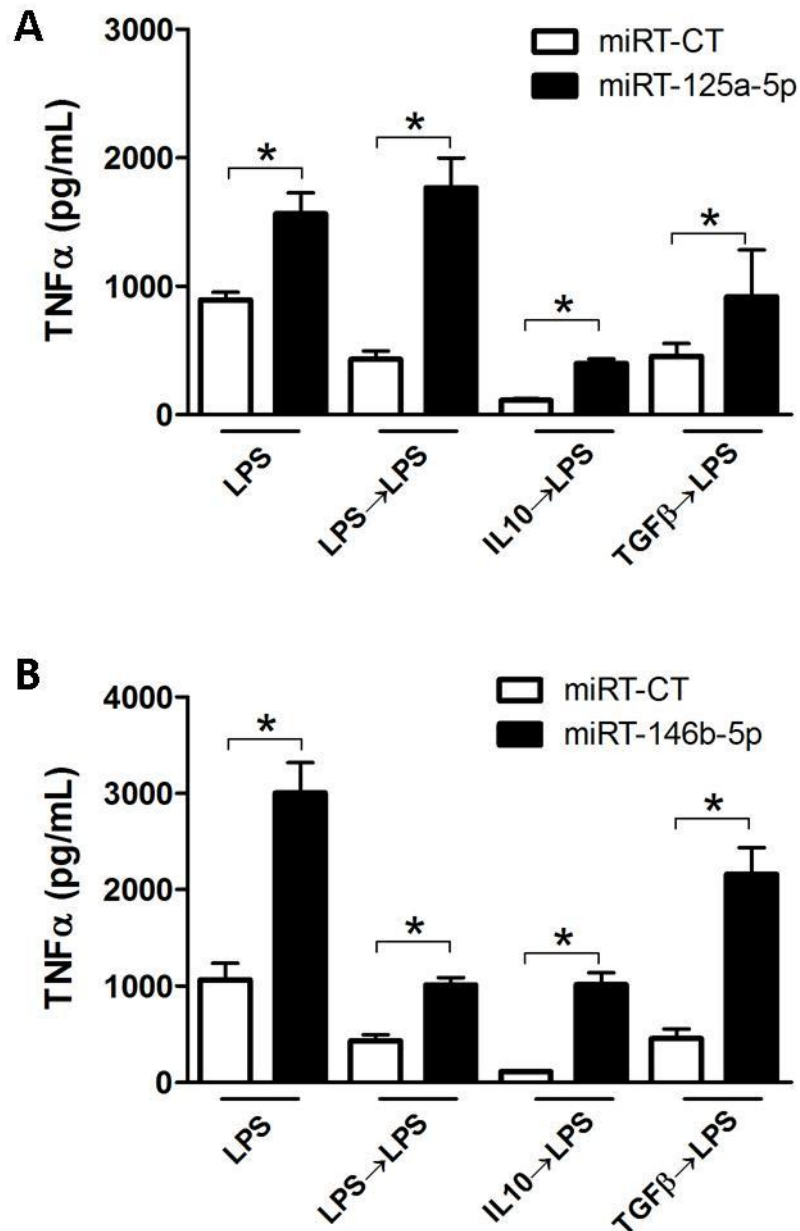 A
3000
2000
1000
0
TNFα (pg/mL)
miRT-CT
miRT-125a-5p
*
*
*
*
LPS
LPS→LPS
IL10→LPS
TGFβ→LPS
B
4000
3000
2000
1000
0
TNFα (pg/mL)
miRT-CT
miRT-146b-5p
*
*
*
*
LPS
LPS→LPS
IL10→LPS
TGFβ→LPS